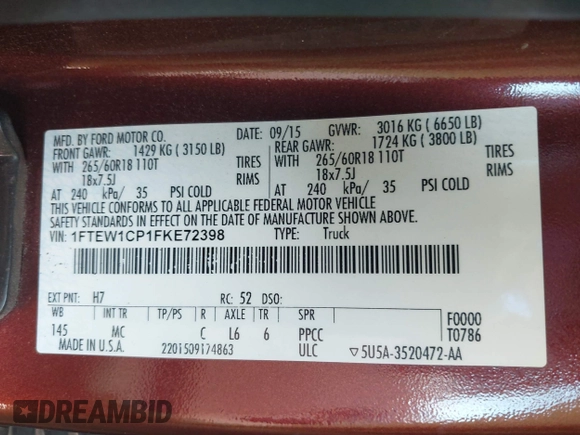 MFD. BY FORD MOTOR CO.
DATE: 09/15 GVWR: 3016 KG ( 6650 LB)
FRONT GAWR: 1429 KG ( 3150 LB) REAR GAWR: 1724 KG ( 3800 LB)
WITH 265/60R18 110T TIRES WITH 265/60R18 110T TIRES
18x7.5J RIMS 18x7.5J RIMS
AT 240 kPa/ 35 PSI COLD AT 240 kPa/ 35 PSI COLD
THIS VEHICLE CONFORMS TO ALL APPLICABLE FEDERAL MOTOR VEHICLE
SAFETY STANDARDS IN EFFECT ON THE DATE OF MANUFACTURE SHOWN ABOVE.
VIN: 1FTEW1CP1FKE72398 TYPE: Truck
EXT PNT: H7 RC: 52 DSO:
WB INT TR TP/PS R AXLE TR SPR F0000
145 MC C L6 6 PPCC T0786
MADE IN U.S.A. 2201509174863 ULC ▽5U5A-3520472-AA
DREAMBID